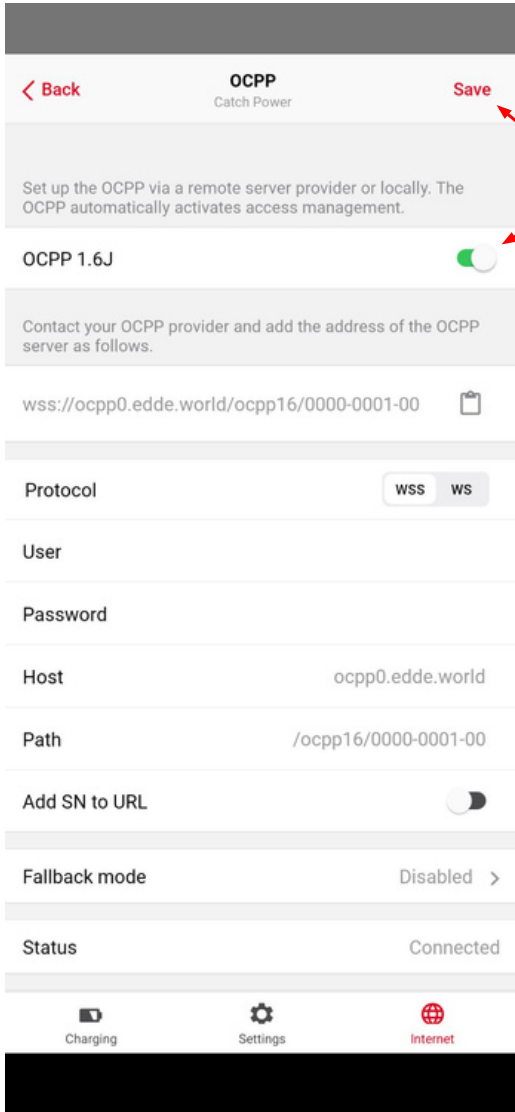 Back
OCPP
Save
Catch Power
Set up the OCPP via a remote server provider or locally. The
OCPP automatically activates access management.
OCPP 1.6J
Contact your OCPP provider and add the address of the OCPP
server as follows.
wss://ocpp0.edde.world/ocpp16/0000-0001-00
Protocol WSS WS
User
Password
Host ocpp0.edde.world
Path /ocpp16/0000-0001-00
Add SN to URL
Fallback mode Disabled
Status Connected
Charging Settings Internet